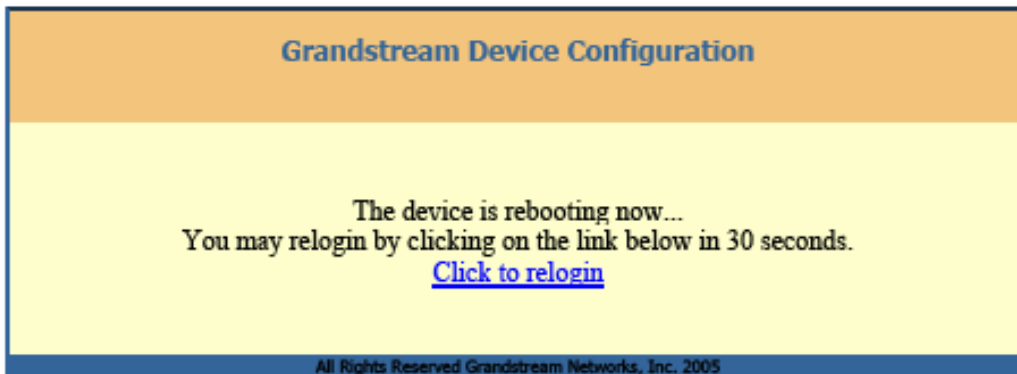 Grandstream Device Configuration
The device is rebooting now...
You may relogin by clicking on the link below in 30 seconds.
Click to relogin
All Rights Reserved Grandstream Networks, Inc. 2005